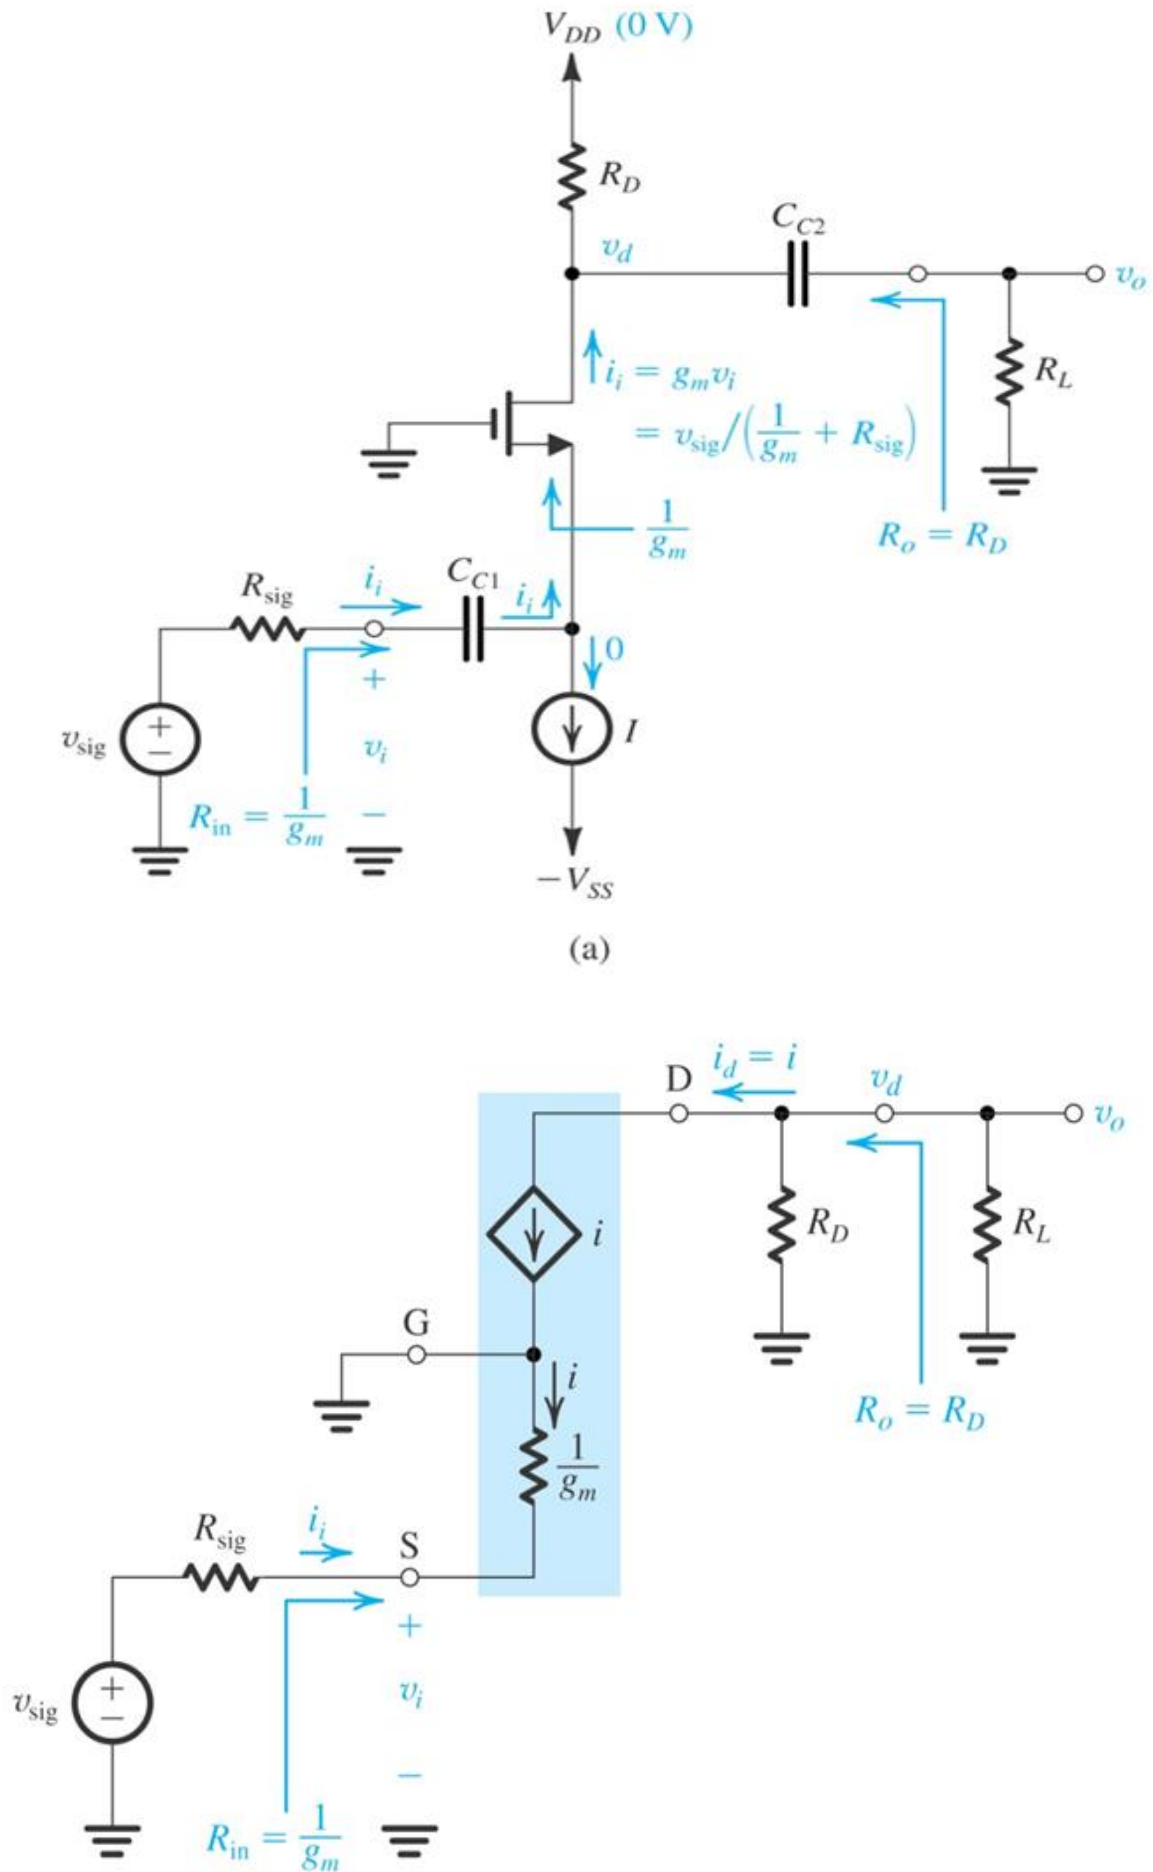 V_DD (0 V)
R_D
C_C2
v_d
v_o
i_i = g_m v_i
R_L
= v_sig/(1/g_m + R_sig)
1/g_m
R_o = R_D
R_sig
i_i
C_C1
i_i
0
+
+
−
v_sig
v_i
I
R_in = 1/g_m
−
−V_SS
(a)
i_d = i
D
v_d
v_o
i
R_D
R_L
G
i
R_o = R_D
1/g_m
R_sig
i_i
S
+
+
−
v_sig
v_i
−
R_in = 1/g_m